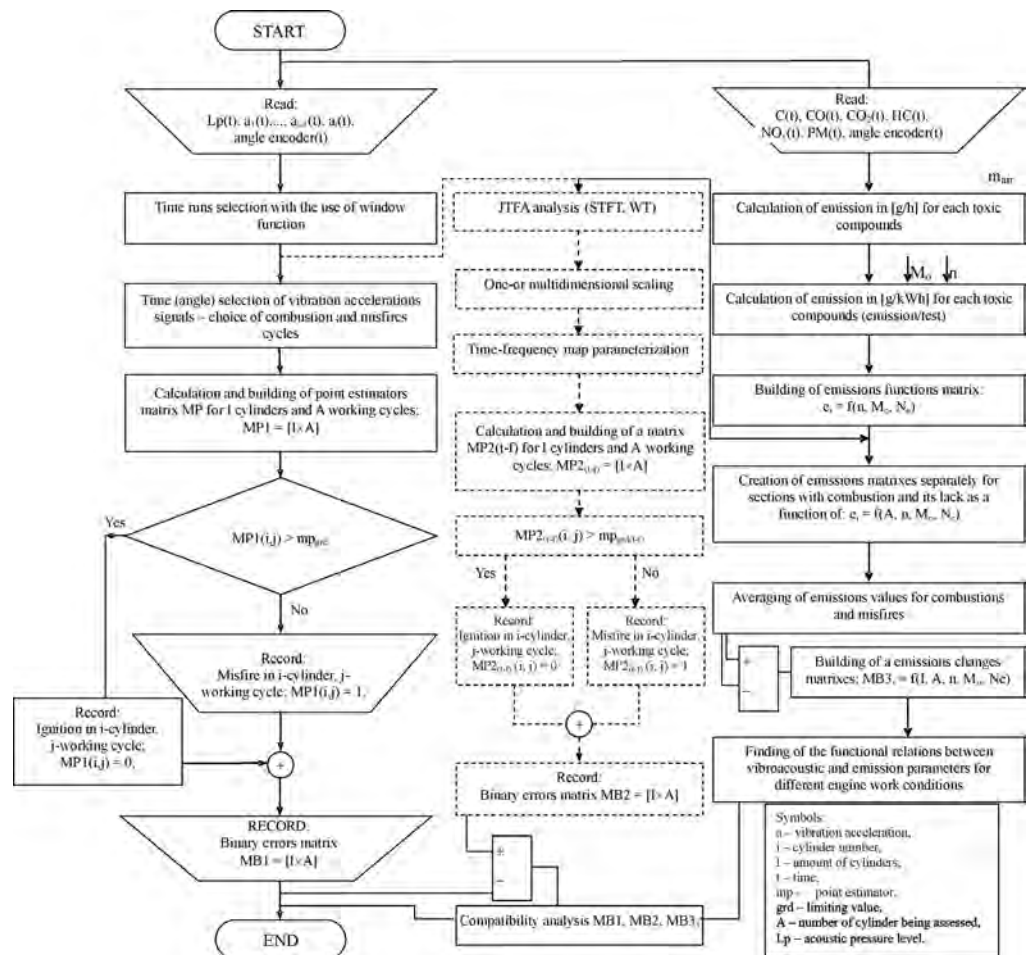 START
Read:
Lp(t), a₁(t),..., aᵢ₋₁(t), aᵢ(t),
angle encoder(t)
Time runs selection with the use of window
function
Time (angle) selection of vibration accelerations
signals – choice of combustion and misfires
cycles
Calculation and building of point estimators
matrix MP for I cylinders and A working cycles;
MP1 = [I×A]
Yes
MP1(i,j) > mp
No
Record:
Misfire in i-cylinder, j-
working cycle; MP1(i,j) = 1,
Record:
Ignition in i-cylinder,
j-working cycle;
MP1(i,j) = 0,
+
RECORD:
Binary errors matrix
MB1 = [I×A]
END
JTFA analysis (STFT, WT)
One-or multidimensional scaling
Time-frequency map parameterization
Calculation and building of a matrix
MP2(t-f) for I cylinders and A working
cycles; MP2(t-f) = [I×A]
MP2(t-f)(i, j) > mp
Yes
No
Record:
Ignition in i-cylinder,
j-working cycle;
MP2(t-f)(i, j) = 0
Record:
Misfire in i-cylinder,
j-working cycle;
MP2(t-f)(i, j) = 1
+
Record:
Binary errors matrix MB2 = [I×A]
+
−
Compatibility analysis MB1, MB2, MB3,
Read:
C(t), CO(t), CO₂(t), HC(t),
NOₓ(t), PM(t), angle encoder(t)
m_air
Calculation of emission in [g/h] for each toxic
compounds
Mₒ n
Calculation of emission in [g/kWh] for each toxic
compounds (emission/test)
Building of emissions functions matrix:
eᵢ = f(n, Mₒ, Nₑ)
Creation of emissions matrixes separately for
sections with combustion and its lack as a
function of: eᵢ = f(A, n, Mₒ, Nₑ)
Averaging of emissions values for combustions
and misfires
+
−
Building of a emissions changes
matrixes; MB3, = f(I, A, n, Mₒ, Ne)
Finding of the functional relations between
vibroacoustic and emission parameters for
different engine work conditions
Symbols:
a – vibration acceleration,
i – cylinder number,
I – amount of cylinders,
t – time,
mp – point estimator,
grd – limiting value,
A – number of cylinder being assessed,
Lp – acoustic pressure level.